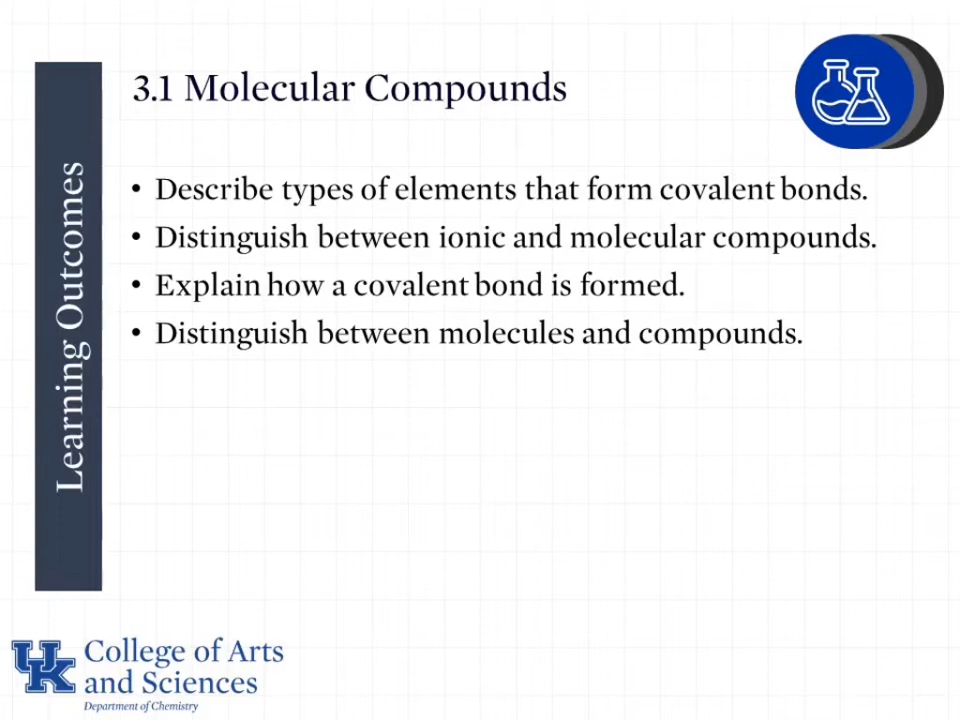 3.1 Molecular Compounds
Learning Outcomes
• Describe types of elements that form covalent bonds.
• Distinguish between ionic and molecular compounds.
• Explain how a covalent bond is formed.
• Distinguish between molecules and compounds.
UK
College of Arts
and Sciences
Department of Chemistry